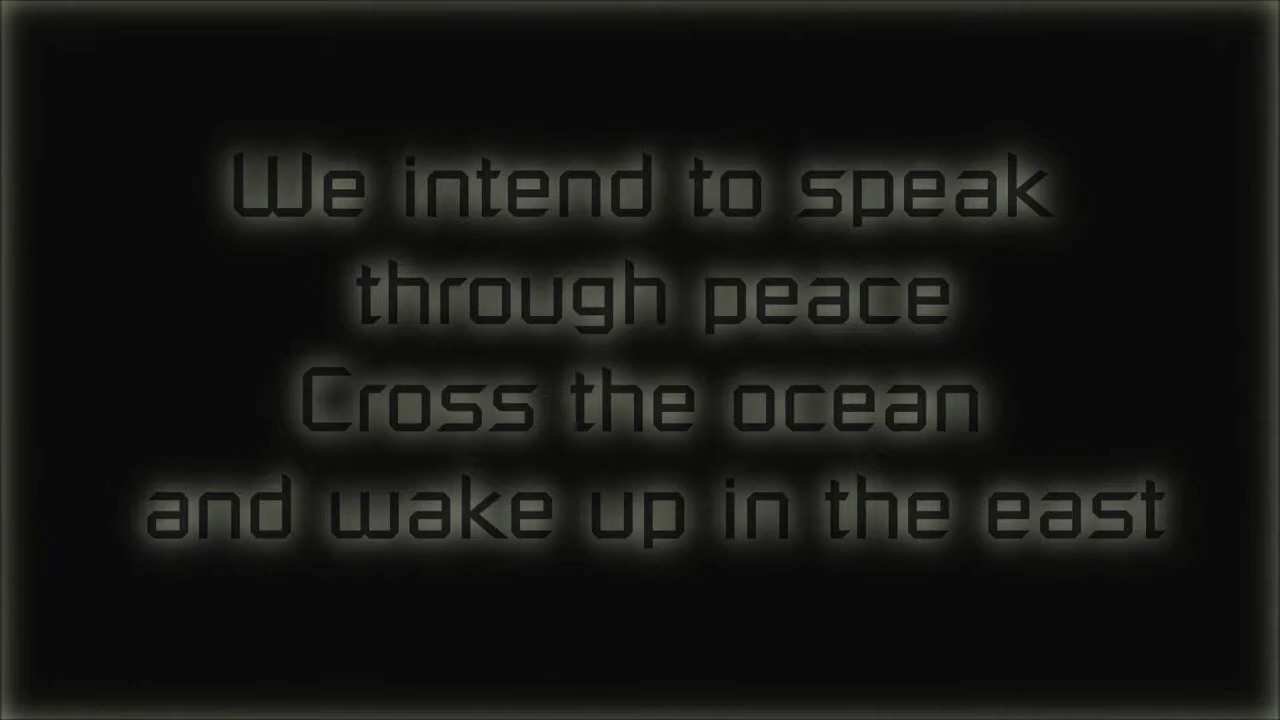 We intend to speak
through peace
Cross the ocean
and wake up in the east